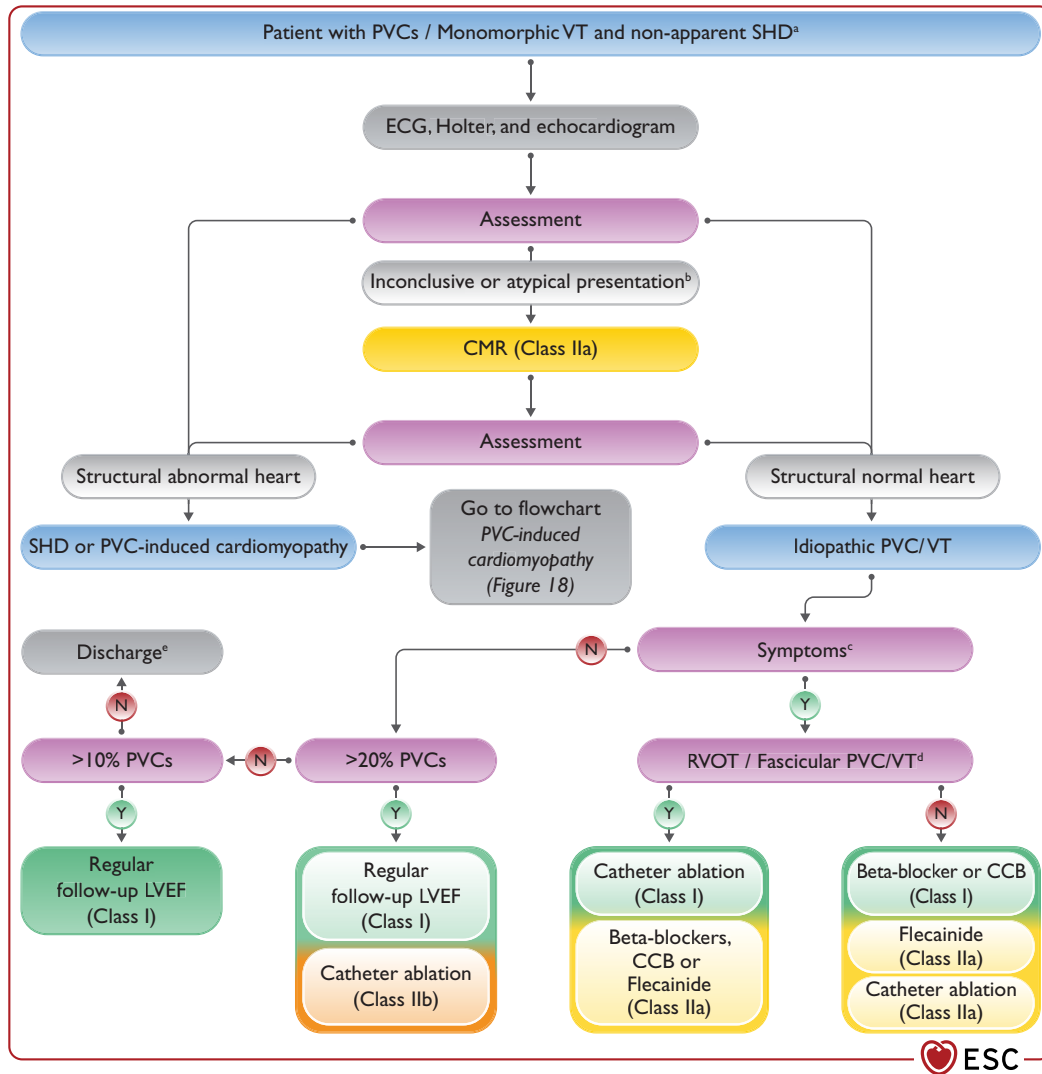 Patient with PVCs / Monomorphic VT and non-apparent SHDᵃ
ECG, Holter, and echocardiogram
Assessment
Inconclusive or atypical presentationᵇ
CMR (Class IIa)
Assessment
Structural abnormal heart
Structural normal heart
SHD or PVC-induced cardiomyopathy
Go to flowchart
PVC-induced
cardiomyopathy
(Figure 18)
Idiopathic PVC/VT
Dischargeᵉ
N
Symptomsᶜ
N
Y
>10% PVCs
N
>20% PVCs
RVOT / Fascicular PVC/VTᵈ
Y
Y
Y
N
Regular
follow-up LVEF
(Class I)
Regular
follow-up LVEF
(Class I)
Catheter ablation
(Class IIb)
Catheter ablation
(Class I)
Beta-blockers,
CCB or
Flecainide
(Class IIa)
Beta-blocker or CCB
(Class I)
Flecainide
(Class IIa)
Catheter ablation
(Class IIa)
ESC